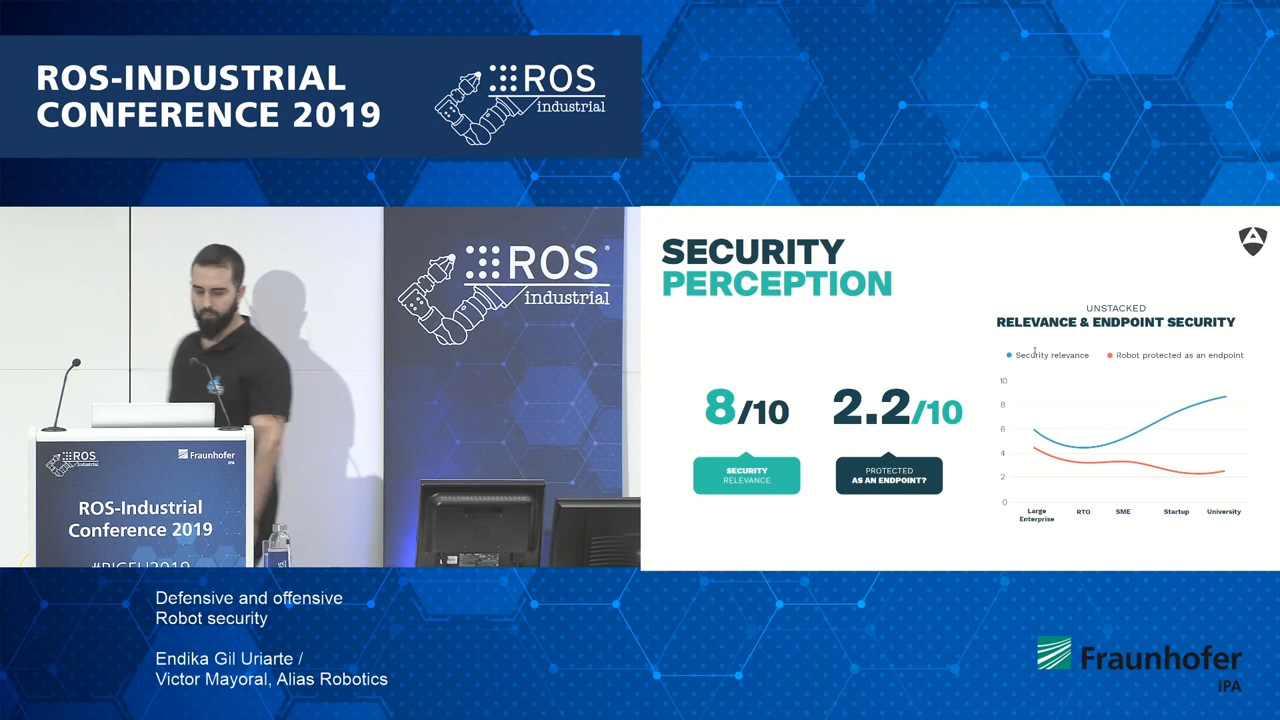 ROS-INDUSTRIAL
CONFERENCE 2019
ROS
industrial
ROS
industrial
ROS
Industrial
Fraunhofer
IPA
ROS-Industrial
Conference 2019
SECURITY
PERCEPTION
8/10
SECURITY
RELEVANCE
2.2/10
PROTECTED
AS AN ENDPOINT?
UNSTACKED
RELEVANCE & ENDPOINT SECURITY
Security relevance
Robot protected as an endpoint
10
8
6
4
2
0
Large
Enterprise
RTO
SME
Startup
University
Defensive and offensive
Robot security
Endika Gil Uriarte /
Victor Mayoral, Alias Robotics
Fraunhofer
IPA